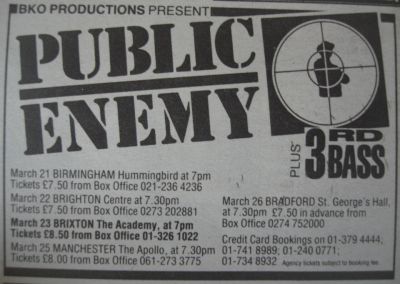 BKO PRODUCTIONS PRESENT
PUBLIC
ENEMY
PLUS 3RD BASS
March 21 BIRMINGHAM Hummingbird at 7pm
Tickets £7.50 from Box Office 021-236 4236
March 22 BRIGHTON Centre at 7.30pm
Tickets £7.50 from Box Office 0273 202881
March 23 BRIXTON The Academy, at 7pm
Tickets £8.50 from Box Office 01-326 1022
March 25 MANCHESTER The Apollo, at 7.30pm
Tickets £8.00 from Box Office 061-273 3775
March 26 BRADFORD St. George's Hall,
at 7.30pm £7.50 in advance from
Box Office 0274 752000
Credit Card Bookings on 01-379 4444;
01-741 8989; 01-240 0771;
01-734 8932 Agency tickets subject to booking fee.